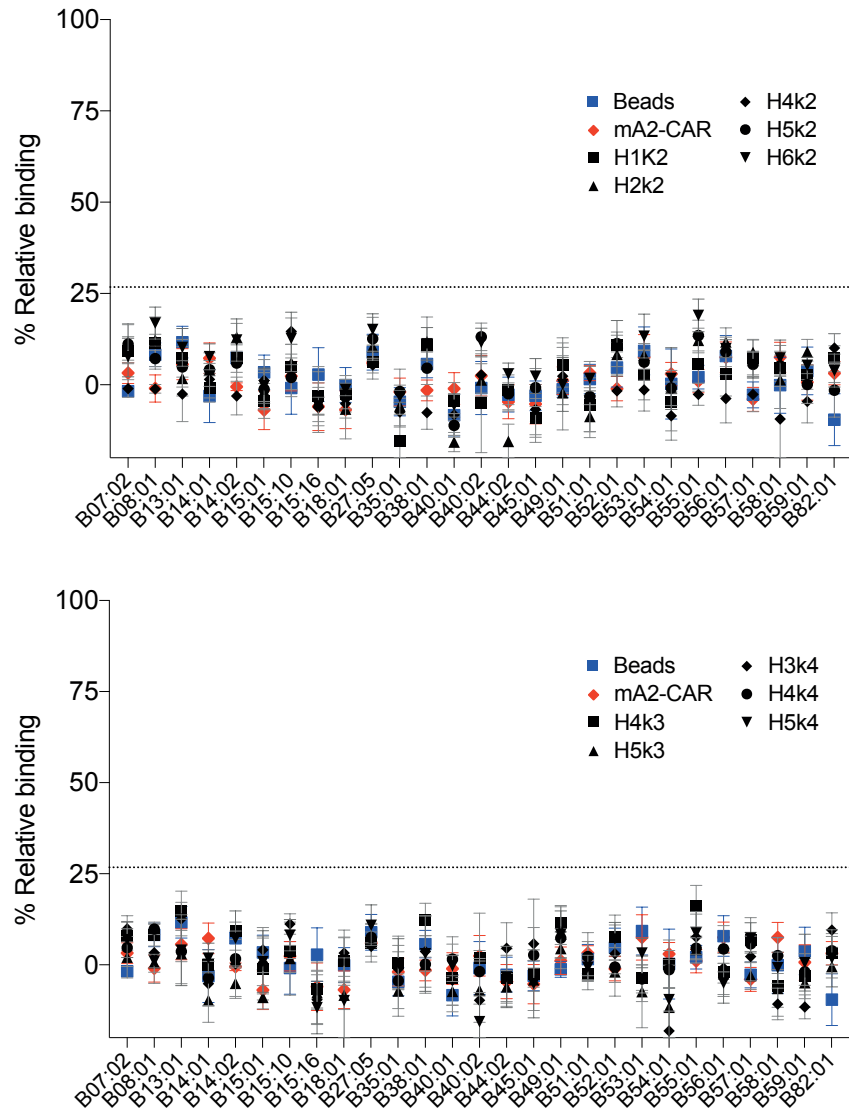 100
75
50
25
0
% Relative binding
Beads
mA2-CAR
H1K2
H2k2
H4k2
H5k2
H6k2
B07:02
B08:01
B13:01
B14:01
B14:02
B15:01
B15:10
B15:16
B18:01
B27:05
B35:01
B38:01
B40:01
B40:02
B44:02
B45:01
B49:01
B51:01
B52:01
B53:01
B54:01
B55:01
B56:01
B57:01
B58:01
B59:01
B82:01
100
75
50
25
0
% Relative binding
Beads
mA2-CAR
H4k3
H5k3
H3k4
H4k4
H5k4
B07:02
B08:01
B13:01
B14:01
B14:02
B15:01
B15:10
B15:16
B18:01
B27:05
B35:01
B38:01
B40:01
B40:02
B44:02
B45:01
B49:01
B51:01
B52:01
B53:01
B54:01
B55:01
B56:01
B57:01
B58:01
B59:01
B82:01